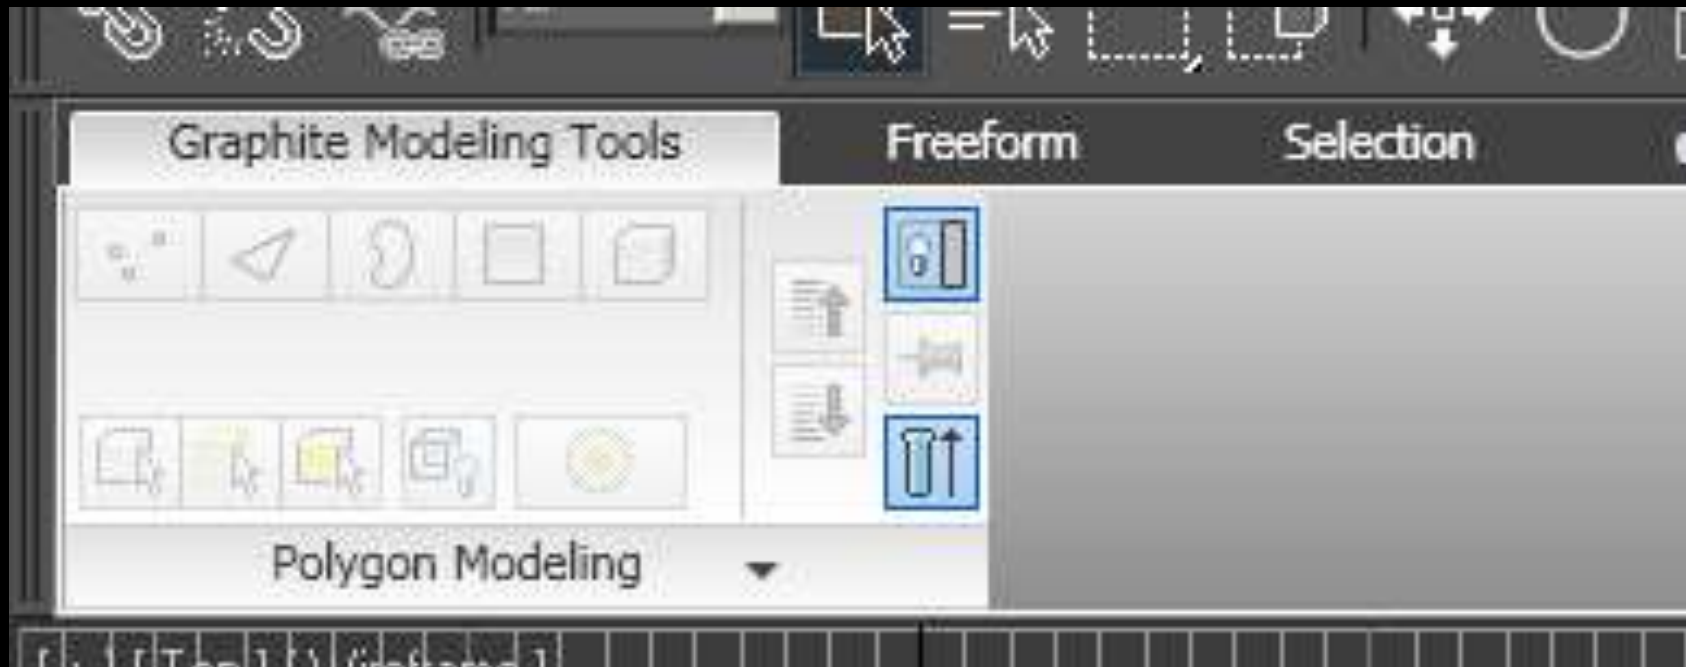 Graphite Modeling Tools Freeform Selection
Polygon Modeling